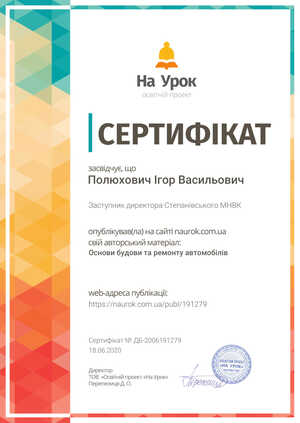 На Урок
освітній проект
СЕРТИФІКАТ
засвідчує, що
Полюхович Ігор Васильович
Заступник директора Степанівського МНВК
опублікував(ла) на сайті naurok.com.ua
свій авторський матеріал:
Основи будови та ремонту автомобілів
web-адреса публікації:
https://naurok.com.ua/publ/191279
Сертифікат № ДБ-2006191279
18.06.2020
Директор
ТОВ «Освітній проект «На Урок»